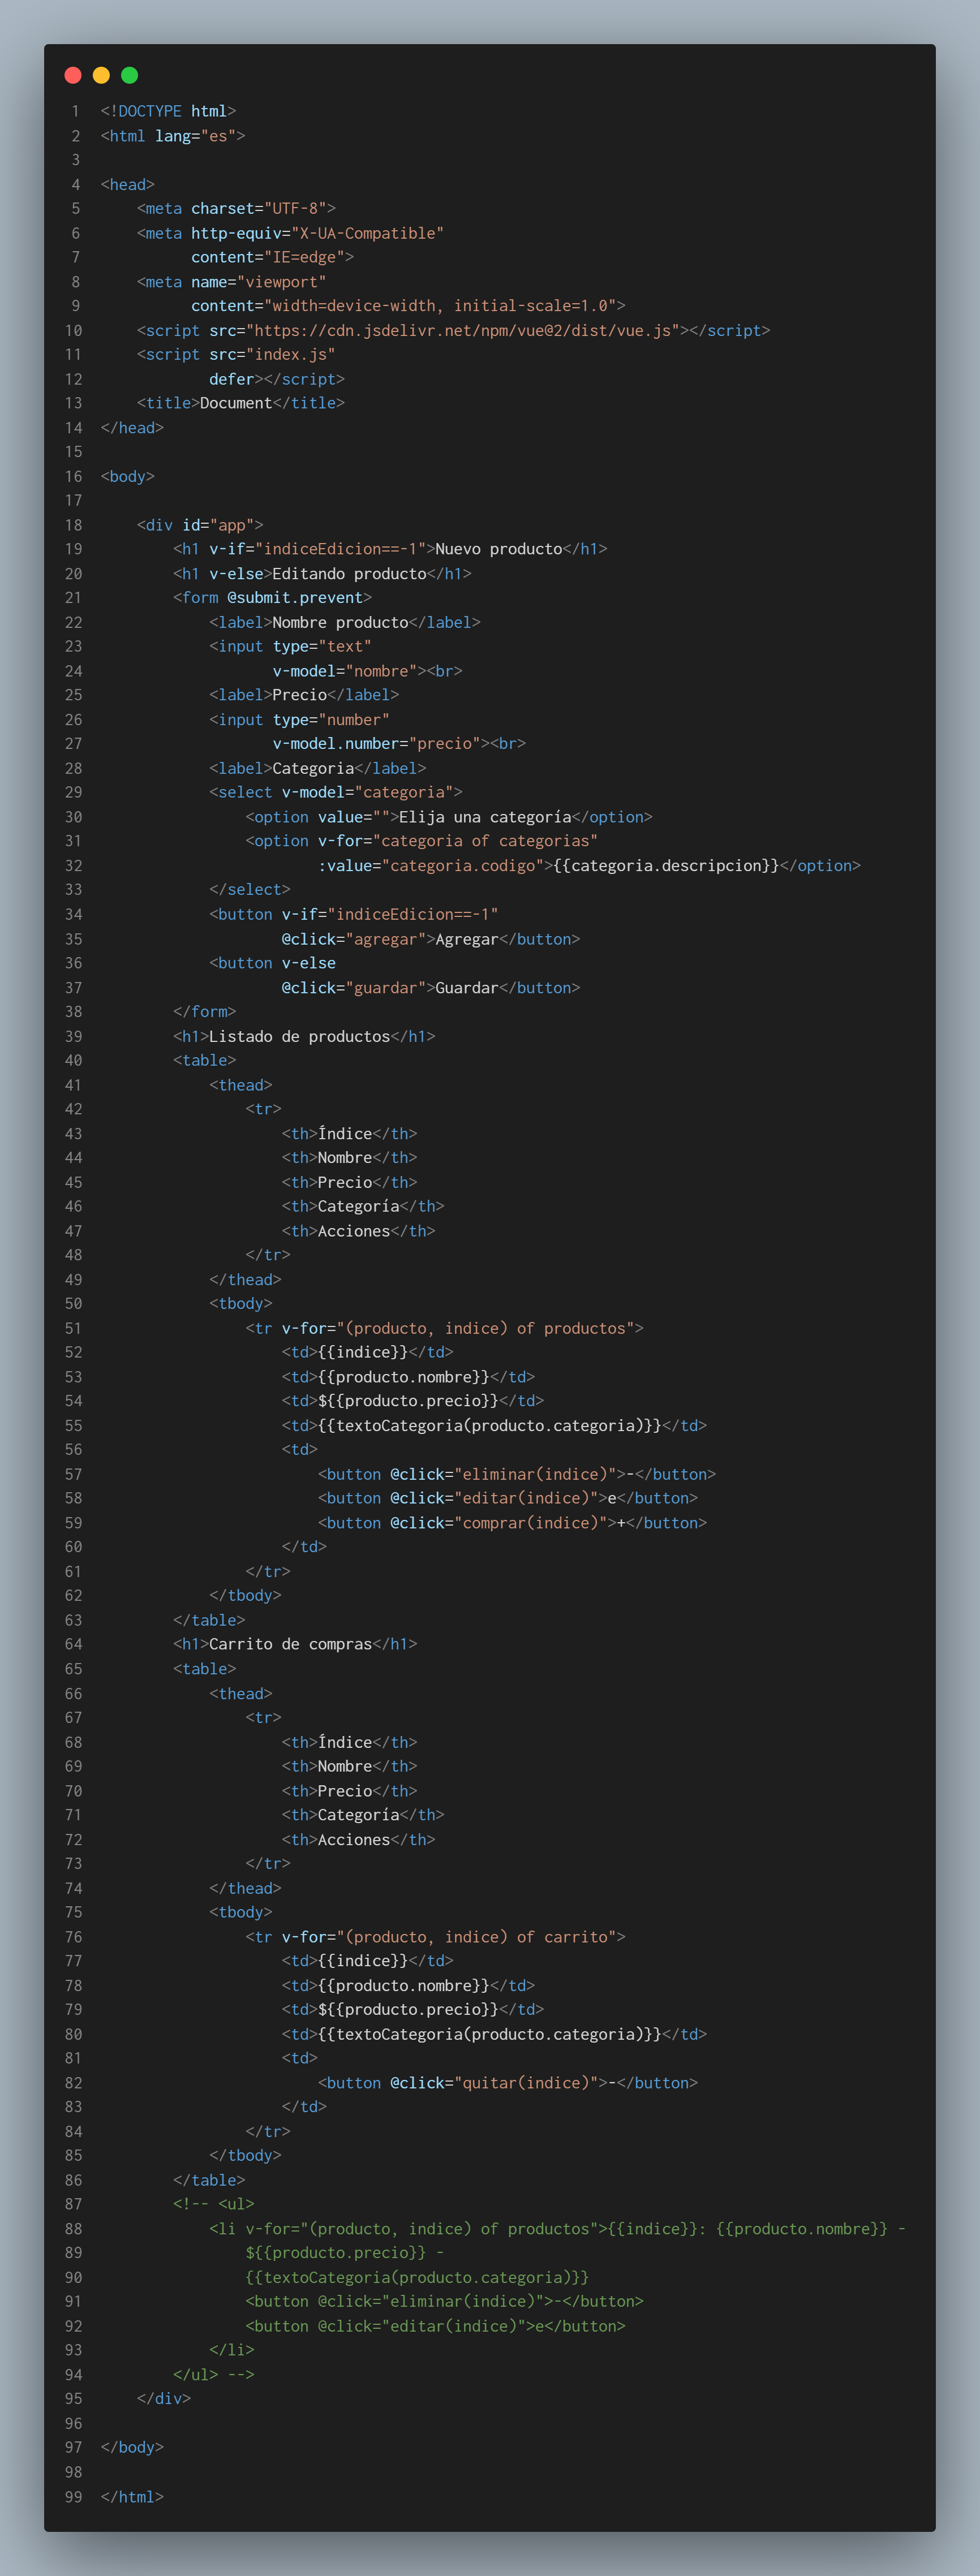 1 <!DOCTYPE html>
2 <html lang="es">
3
4 <head>
5     <meta charset="UTF-8">
6     <meta http-equiv="X-UA-Compatible"
7           content="IE=edge">
8     <meta name="viewport"
9           content="width=device-width, initial-scale=1.0">
10     <script src="https://cdn.jsdelivr.net/npm/vue@2/dist/vue.js"></script>
11     <script src="index.js"
12             defer></script>
13     <title>Document</title>
14 </head>
15
16 <body>
17
18     <div id="app">
19         <h1 v-if="indiceEdicion==-1">Nuevo producto</h1>
20         <h1 v-else>Editando producto</h1>
21         <form @submit.prevent>
22             <label>Nombre producto</label>
23             <input type="text"
24                    v-model="nombre"><br>
25             <label>Precio</label>
26             <input type="number"
27                    v-model.number="precio"><br>
28             <label>Categoria</label>
29             <select v-model="categoria">
30                 <option value="">Elija una categoría</option>
31                 <option v-for="categoria of categorias"
32                         :value="categoria.codigo">{{categoria.descripcion}}</option>
33             </select>
34             <button v-if="indiceEdicion==-1"
35                     @click="agregar">Agregar</button>
36             <button v-else
37                     @click="guardar">Guardar</button>
38         </form>
39         <h1>Listado de productos</h1>
40         <table>
41             <thead>
42                 <tr>
43                     <th>Índice</th>
44                     <th>Nombre</th>
45                     <th>Precio</th>
46                     <th>Categoría</th>
47                     <th>Acciones</th>
48                 </tr>
49             </thead>
50             <tbody>
51                 <tr v-for="(producto, indice) of productos">
52                     <td>{{indice}}</td>
53                     <td>{{producto.nombre}}</td>
54                     <td>${{producto.precio}}</td>
55                     <td>{{textoCategoria(producto.categoria)}}</td>
56                     <td>
57                         <button @click="eliminar(indice)">-</button>
58                         <button @click="editar(indice)">e</button>
59                         <button @click="comprar(indice)">+</button>
60                     </td>
61                 </tr>
62             </tbody>
63         </table>
64         <h1>Carrito de compras</h1>
65         <table>
66             <thead>
67                 <tr>
68                     <th>Índice</th>
69                     <th>Nombre</th>
70                     <th>Precio</th>
71                     <th>Categoría</th>
72                     <th>Acciones</th>
73                 </tr>
74             </thead>
75             <tbody>
76                 <tr v-for="(producto, indice) of carrito">
77                     <td>{{indice}}</td>
78                     <td>{{producto.nombre}}</td>
79                     <td>${{producto.precio}}</td>
80                     <td>{{textoCategoria(producto.categoria)}}</td>
81                     <td>
82                         <button @click="quitar(indice)">-</button>
83                     </td>
84                 </tr>
85             </tbody>
86         </table>
87         <!-- <ul>
88             <li v-for="(producto, indice) of productos">{{indice}}: {{producto.nombre}} -
89                 ${{producto.precio}} -
90                 {{textoCategoria(producto.categoria)}}
91                 <button @click="eliminar(indice)">-</button>
92                 <button @click="editar(indice)">e</button>
93             </li>
94         </ul> -->
95     </div>
96
97 </body>
98
99 </html>